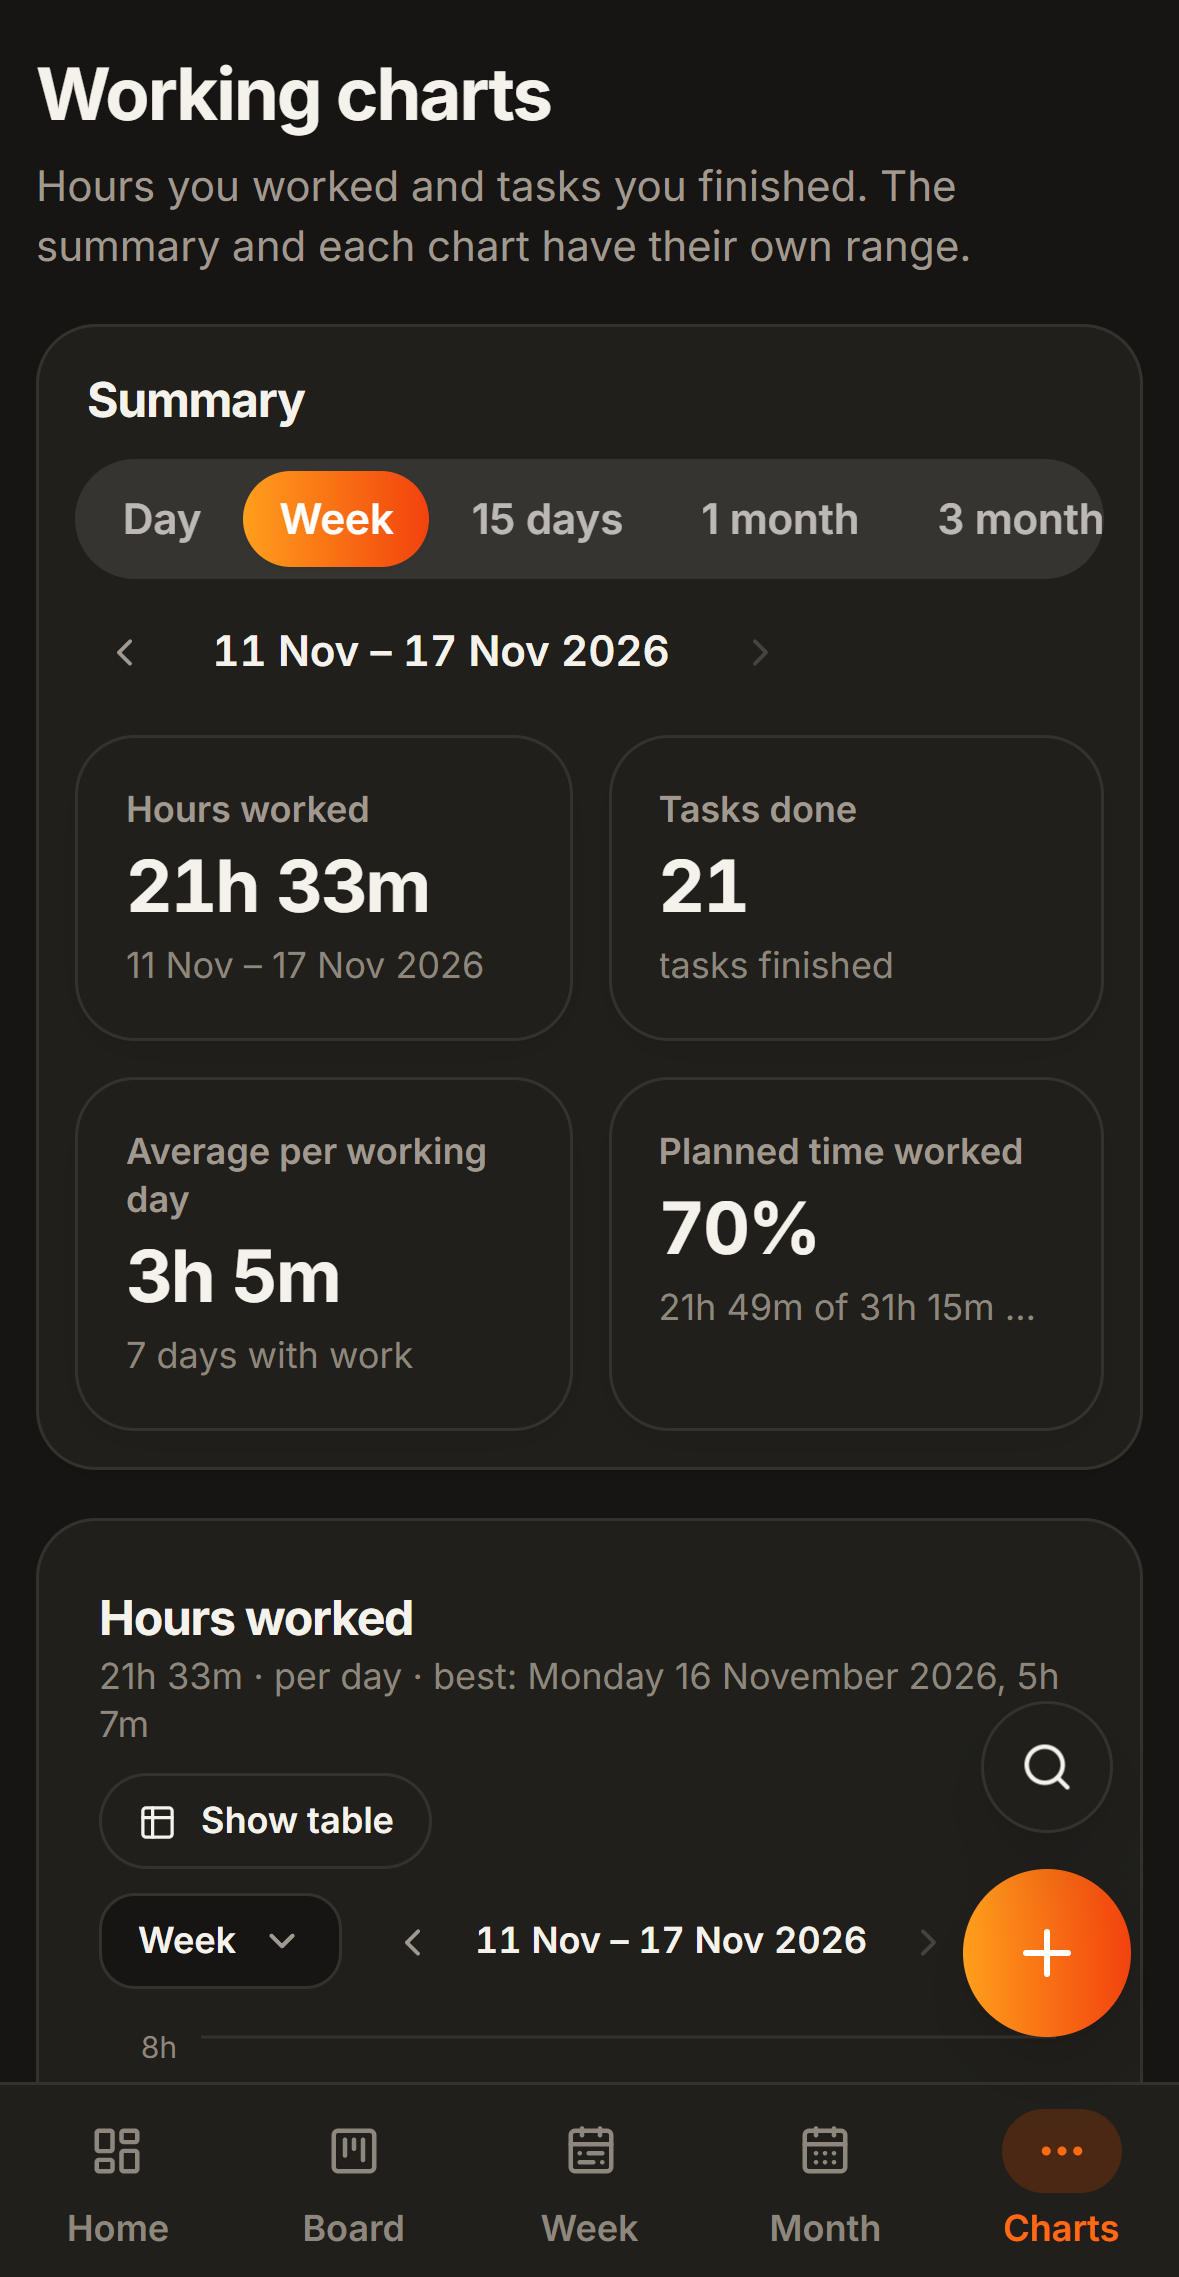 Working charts
Hours you worked and tasks you finished. The
summary and each chart have their own range.
Summary
Day Week 15 days 1 month 3 month
11 Nov – 17 Nov 2026
Hours worked
21h 33m
11 Nov – 17 Nov 2026
Tasks done
21
tasks finished
Average per working
day
3h 5m
7 days with work
Planned time worked
70%
21h 49m of 31h 15m ...
Hours worked
21h 33m · per day · best: Monday 16 November 2026, 5h
7m
Show table
Week 11 Nov – 17 Nov 2026
8h
Home Board Week Month Charts